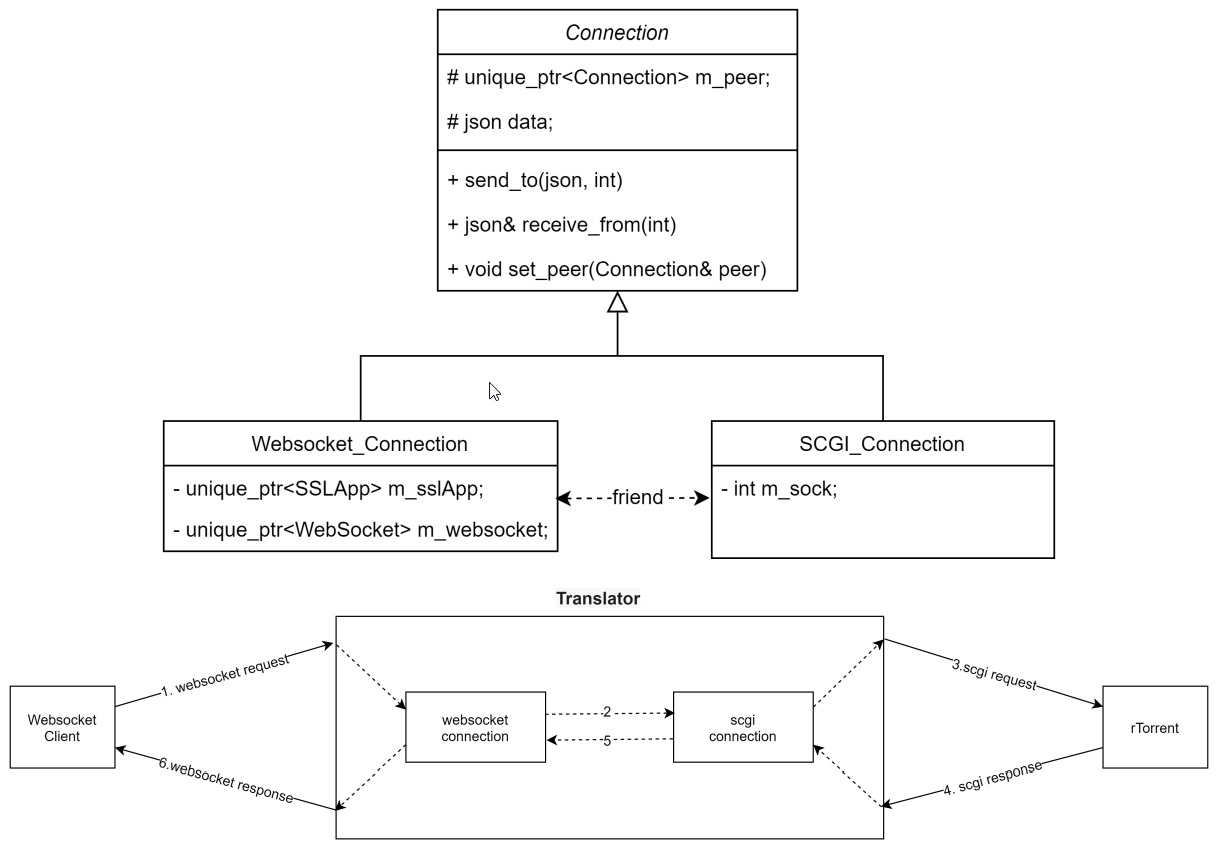 Connection
# unique_ptr<Connection> m_peer;
# json data;
+ send_to(json, int)
+ json& receive_from(int)
+ void set_peer(Connection& peer)
Websocket_Connection
- unique_ptr<SSLApp> m_sslApp;
- unique_ptr<WebSocket> m_websocket;
friend
SCGI_Connection
- int m_sock;
Translator
1. websocket request
3.scgi request
Websocket
Client
websocket
connection
2
5
scgi
connection
rTorrent
6.websocket response
4. scgi response